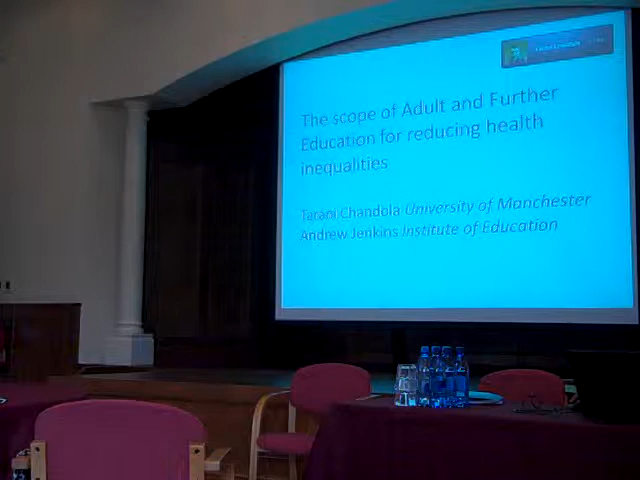 The scope of Adult and Further
Education for reducing health
inequalities
Tarani Chandola University of Manchester
Andrew Jenkins Institute of Education